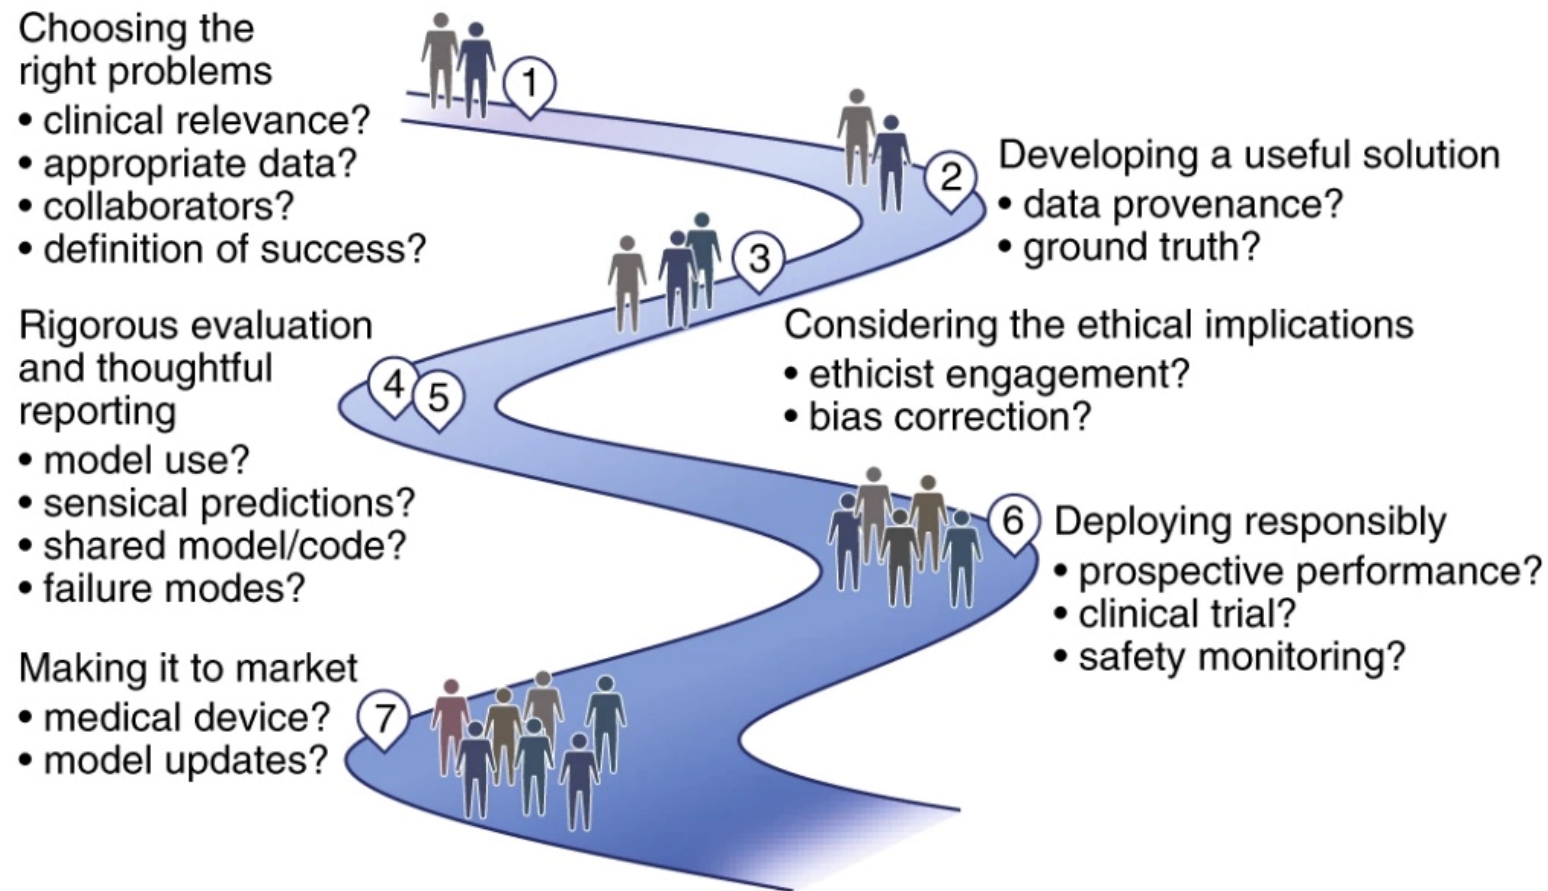 Choosing the
right problems
• clinical relevance?
• appropriate data?
• collaborators?
• definition of success?
1
2
Developing a useful solution
• data provenance?
• ground truth?
3
Considering the ethical implications
• ethicist engagement?
• bias correction?
Rigorous evaluation
and thoughtful
reporting
• model use?
• sensical predictions?
• shared model/code?
• failure modes?
4
5
6
Deploying responsibly
• prospective performance?
• clinical trial?
• safety monitoring?
Making it to market
• medical device?
• model updates?
7